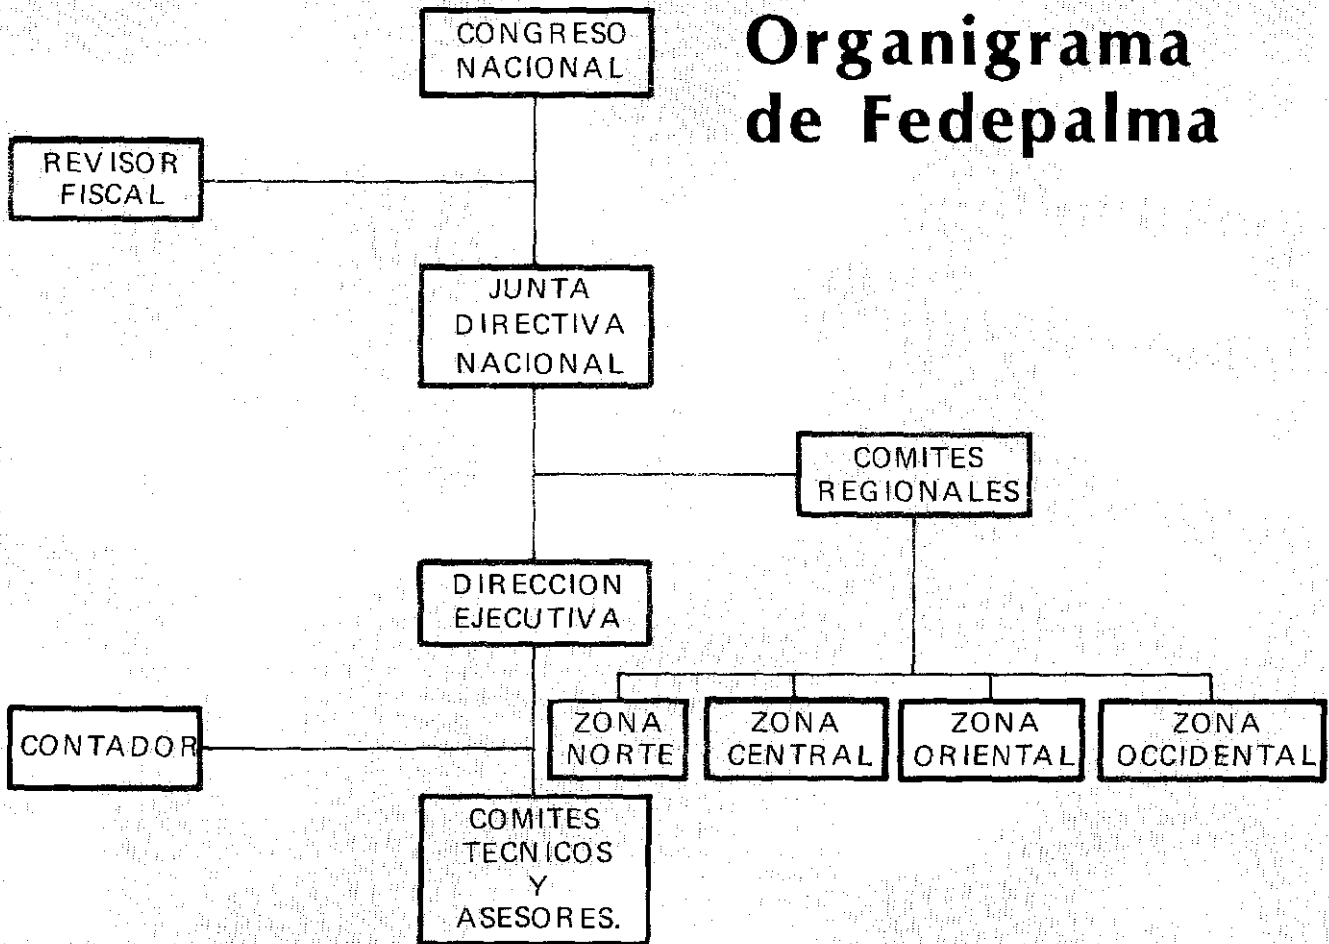 Organigrama
de Fedepalma
CONGRESO
NACIONAL
REVISOR
FISCAL
JUNTA
DIRECTIVA
NACIONAL
COMITES
REGIONALES
DIRECCION
EJECUTIVA
CONTADOR
ZONA
NORTE
ZONA
CENTRAL
ZONA
ORIENTAL
ZONA
OCCIDENTAL
COMITES
TECNICOS
Y
ASESORES.